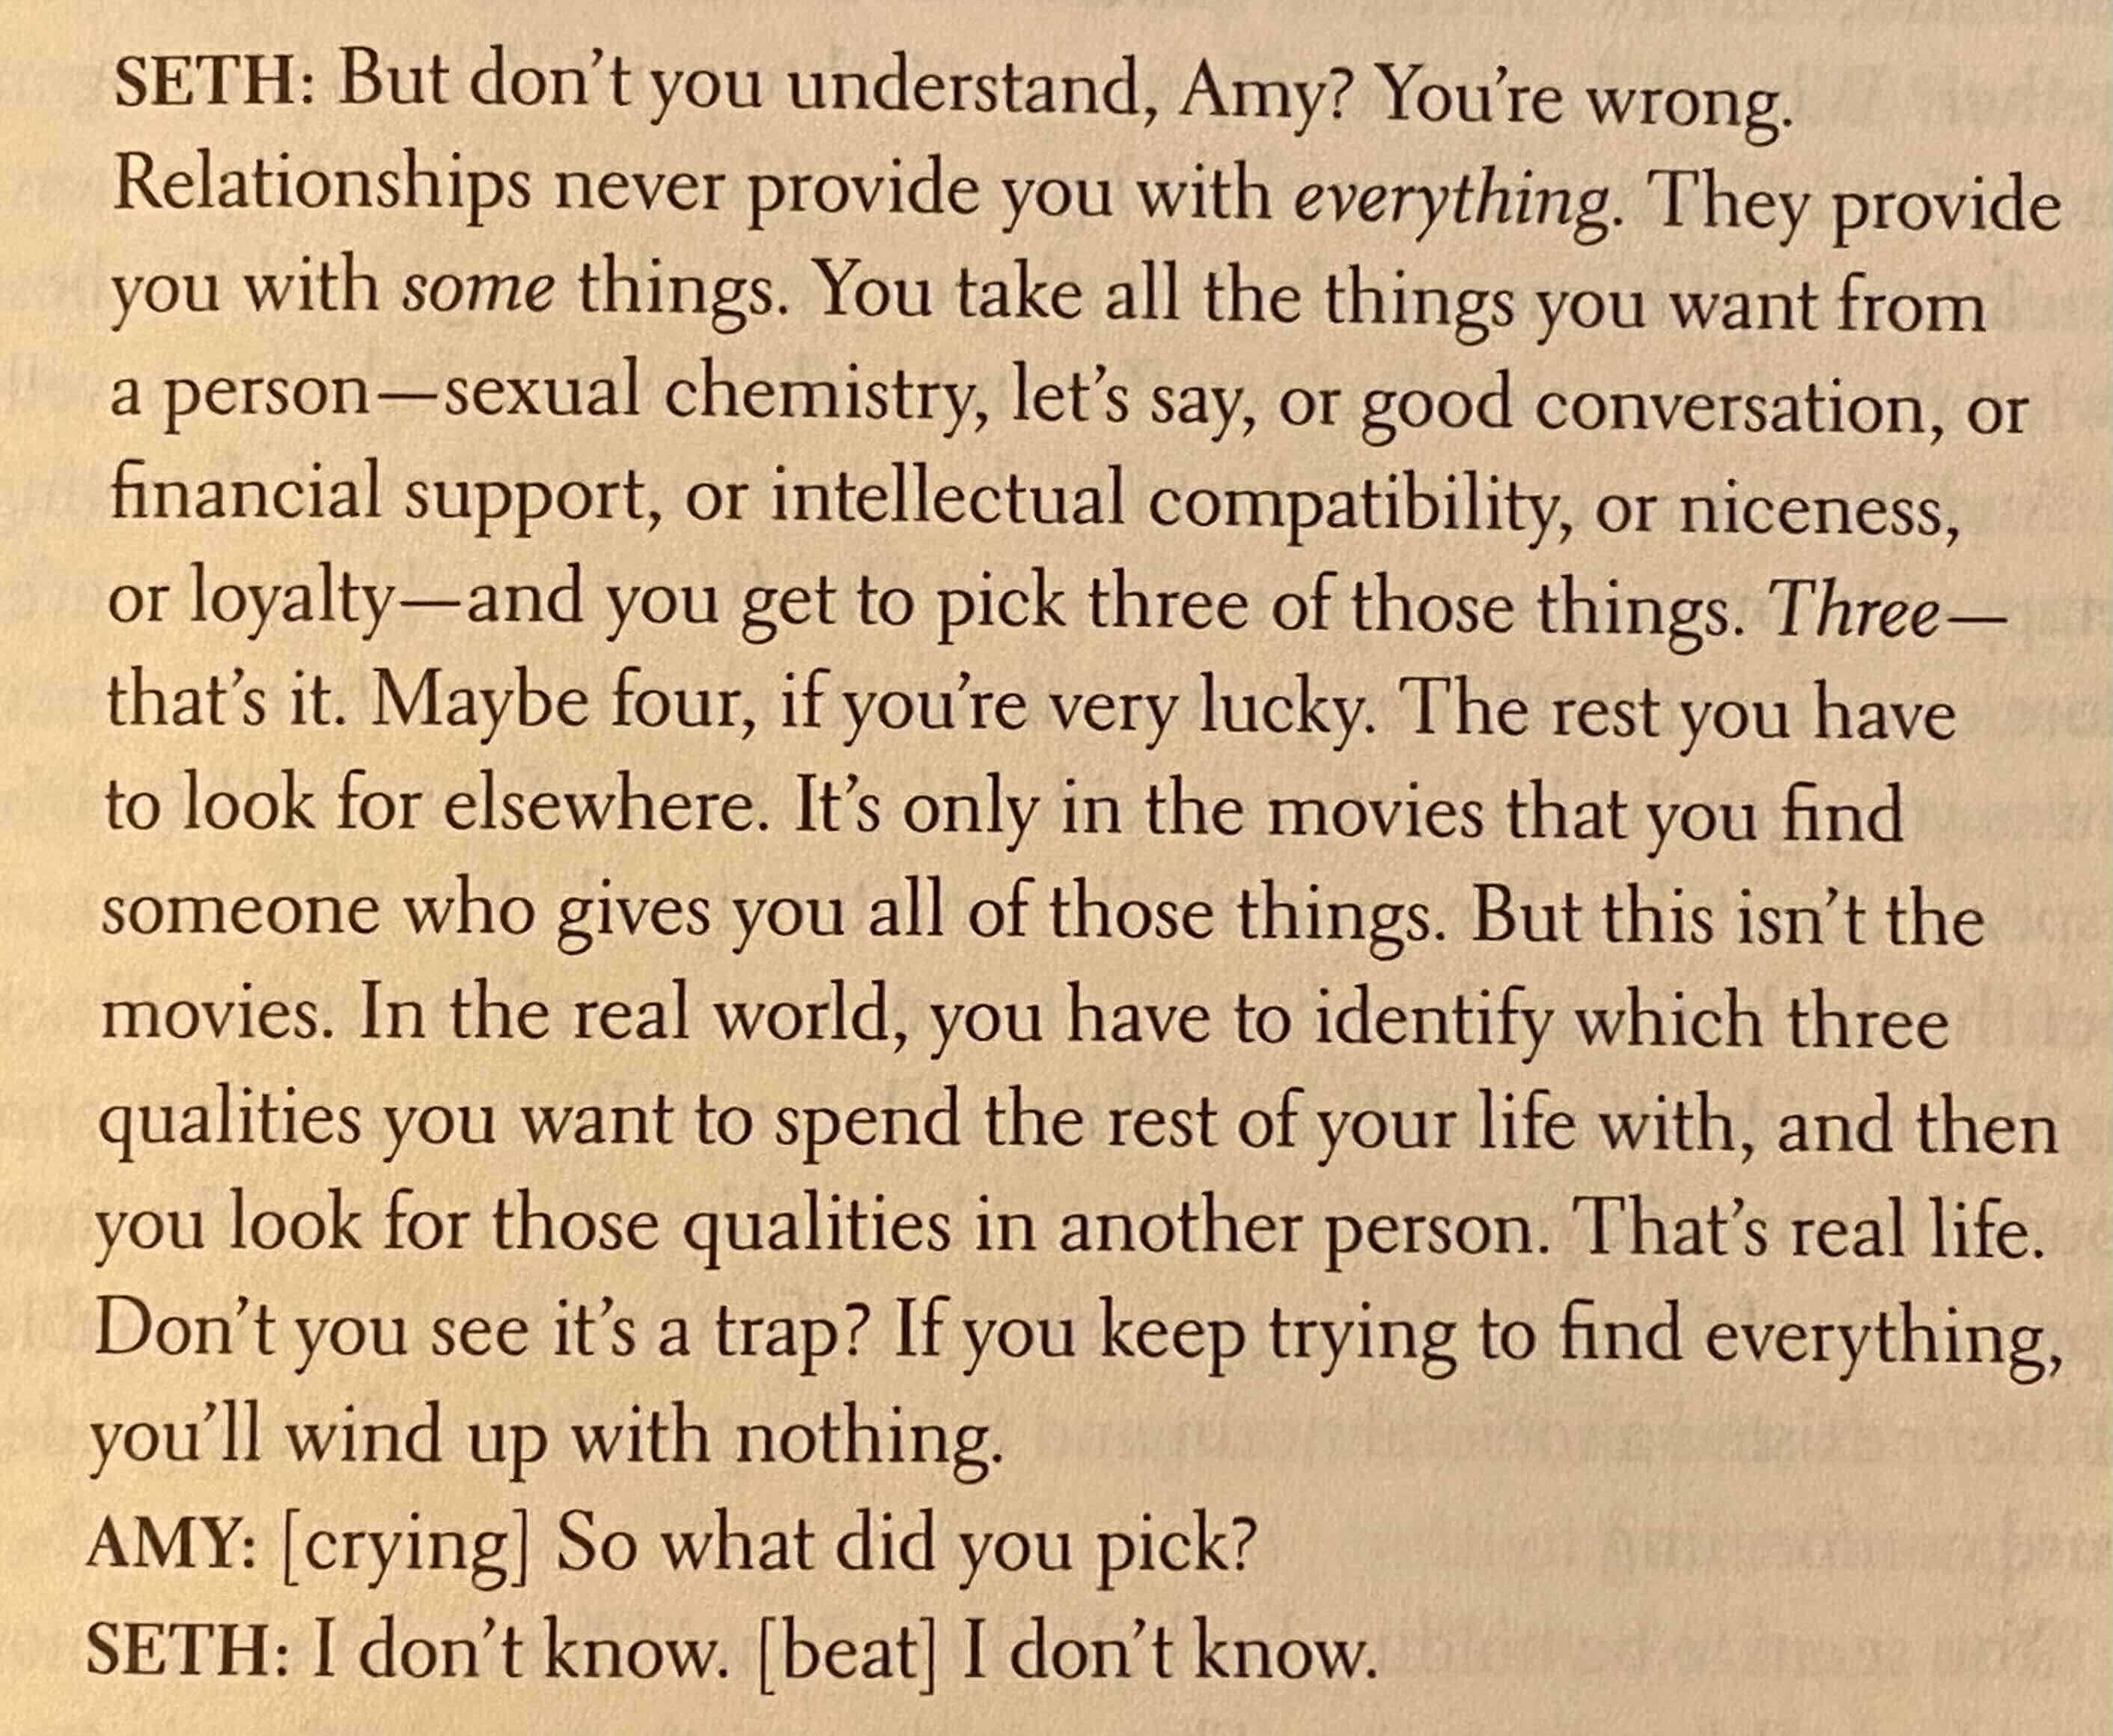 SETH: But don’t you understand, Amy? You’re wrong.
Relationships never provide you with everything. They provide
you with some things. You take all the things you want from
a person—sexual chemistry, let’s say, or good conversation, or
financial support, or intellectual compatibility, or niceness,
or loyalty—and you get to pick three of those things. Three—
that’s it. Maybe four, if you’re very lucky. The rest you have
to look for elsewhere. It’s only in the movies that you find
someone who gives you all of those things. But this isn’t the
movies. In the real world, you have to identify which three
qualities you want to spend the rest of your life with, and then
you look for those qualities in another person. That’s real life.
Don’t you see it’s a trap? If you keep trying to find everything,
you’ll wind up with nothing.
AMY: [crying] So what did you pick?
SETH: I don’t know. [beat] I don’t know.